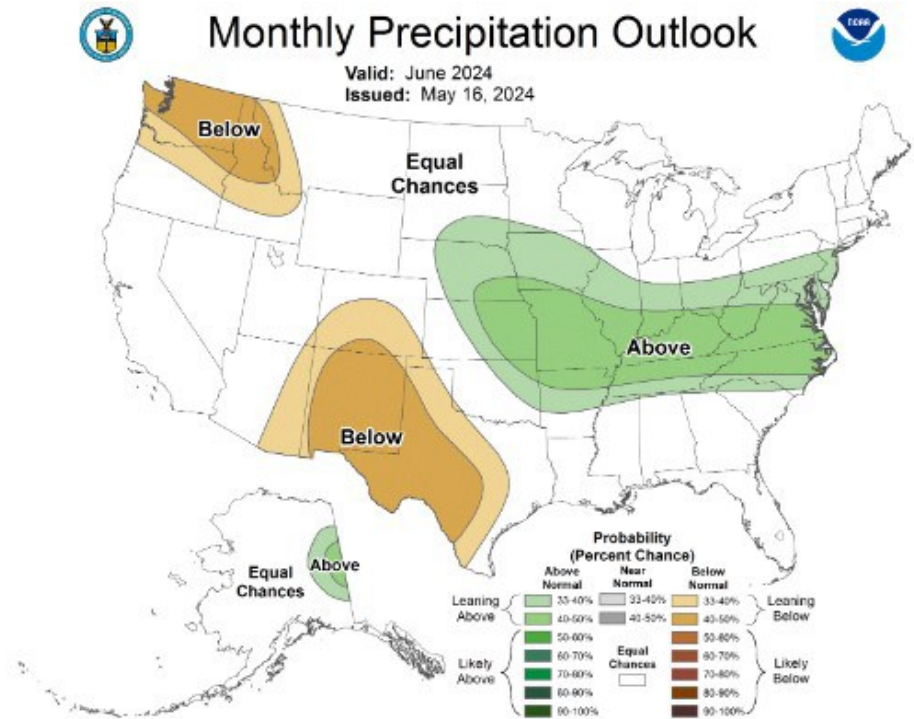 NOAA
Monthly Precipitation Outlook
Valid: June 2024
Issued: May 16, 2024
Below
Equal
Chances
Above
Below
Above
Equal
Chances
Probability
(Percent Chance)
Above
Normal
Near
Normal
Below
Normal
Leaning
Above
33-40%
33-40%
33-40%
Leaning
Below
40-50%
40-50%
40-50%
Likely
Above
50-60%
50-60%
Likely
Below
60-70%
Equal
Chances
60-70%
70-80%
70-80%
80-90%
80-90%
90-100%
90-100%